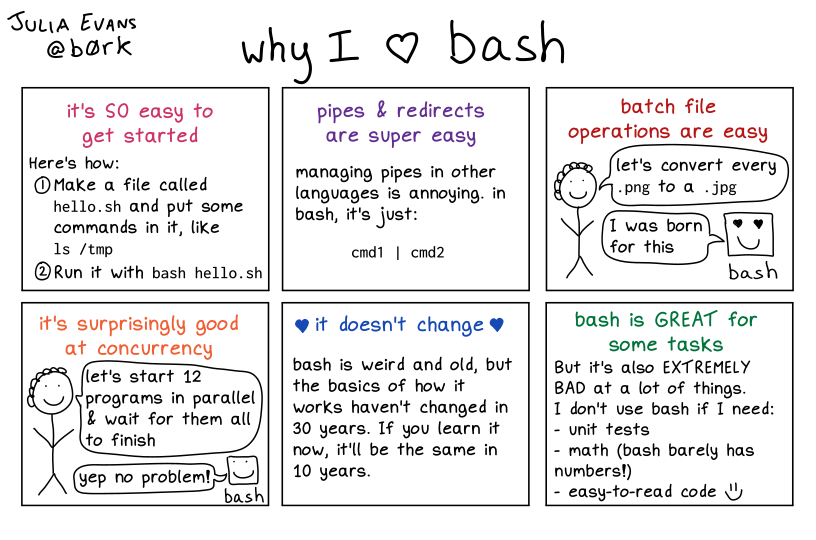 JULIA EVANS
@børk
why I ♡ bash
it's SO easy to
get started
Here's how:
① Make a file called
hello.sh and put some
commands in it, like
ls /tmp
② Run it with bash hello.sh
pipes & redirects
are super easy
managing pipes in other
languages is annoying. in
bash, it's just:
cmd1 | cmd2
batch file
operations are easy
let's convert every
.png to a .jpg
I was born
for this
bash
it's surprisingly good
at concurrency
let's start 12
programs in parallel
& wait for them all
to finish
yep no problem!
bash
♥ it doesn't change ♥
bash is weird and old, but
the basics of how it
works haven't changed in
30 years. If you learn it
now, it'll be the same in
10 years.
bash is GREAT for
some tasks
But it's also EXTREMELY
BAD at a lot of things.
I don't use bash if I need:
- unit tests
- math (bash barely has
numbers!)
- easy-to-read code 🙂